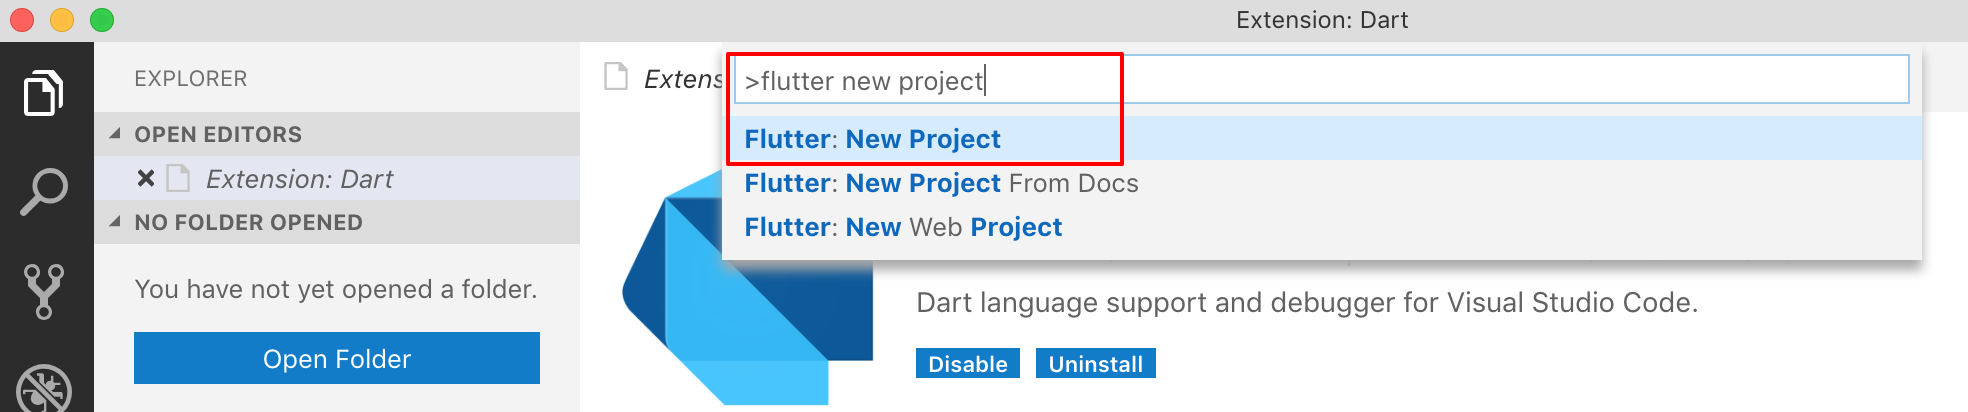 Extension: Dart
EXPLORER
OPEN EDITORS
Extension: Dart
NO FOLDER OPENED
You have not yet opened a folder.
Open Folder
Extens
>flutter new project
Flutter: New Project
Flutter: New Project From Docs
Flutter: New Web Project
Dart language support and debugger for Visual Studio Code.
Disable
Uninstall